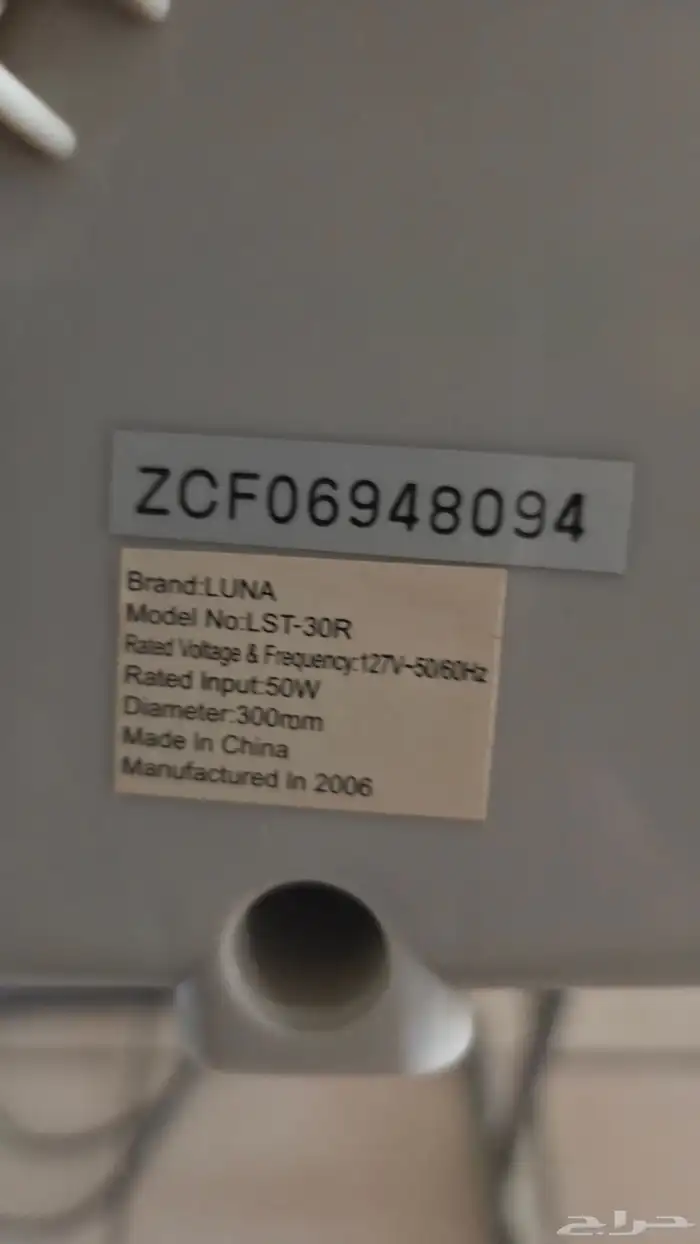 ZCF06948094
Brand:LUNA
Model No:LST-30R
Rated Voltage & Frequency:127V~50/60Hz
Rated Input:50W
Diameter:300mm
Made In China
Manufactured In 2006
حراج